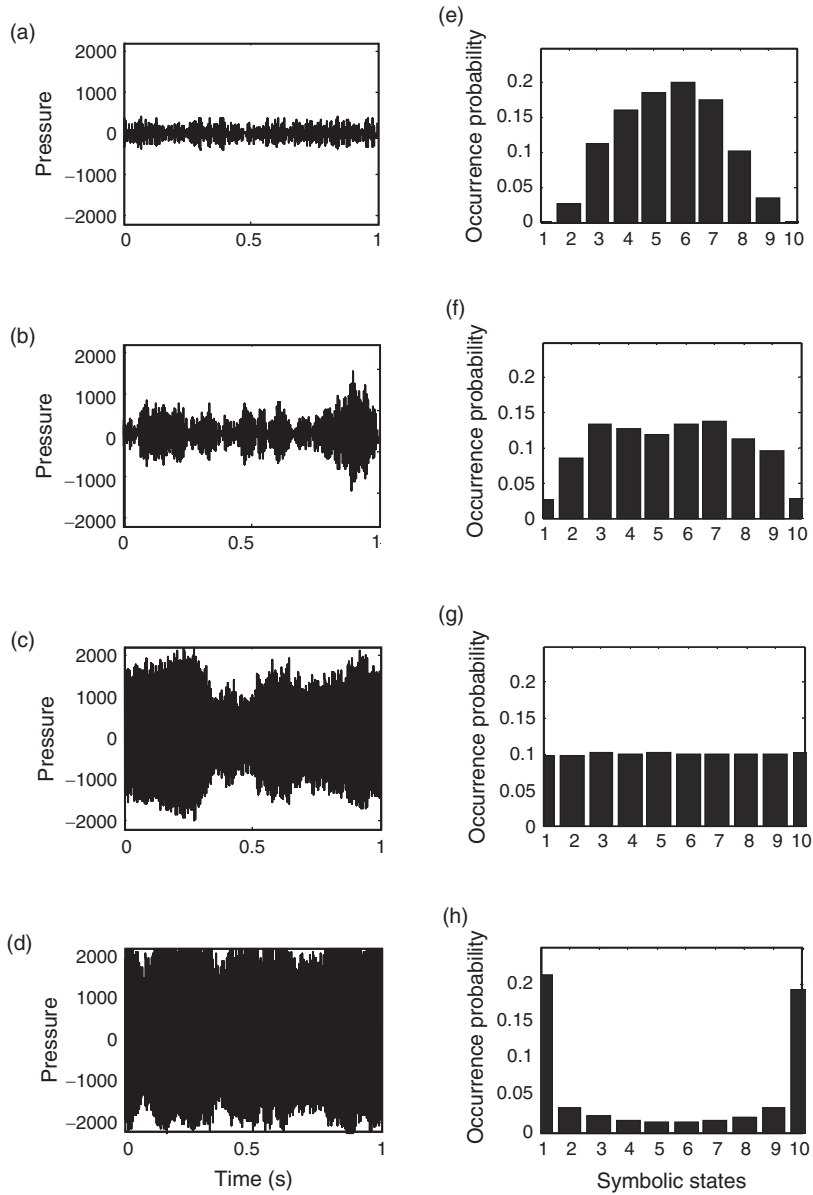 (a)
Pressure
2000
1000
0
−1000
−2000
0 0.5 1
(e)
Occurrence probability
0.2
0.15
0.1
0.05
0
1 2 3 4 5 6 7 8 9 10
(b)
Pressure
2000
1000
0
−1000
−2000
0 0.5 1
(f)
Occurrence probability
0.2
0.15
0.1
0.05
0
1 2 3 4 5 6 7 8 9 10
(c)
Pressure
2000
1000
0
−1000
−2000
0 0.5 1
(g)
Occurrence probability
0.2
0.15
0.1
0.05
0
1 2 3 4 5 6 7 8 9 10
(d)
Pressure
2000
1000
0
−1000
−2000
0 0.5 1
Time (s)
(h)
Occurrence probability
0.2
0.15
0.1
0.05
0
1 2 3 4 5 6 7 8 9 10
Symbolic states